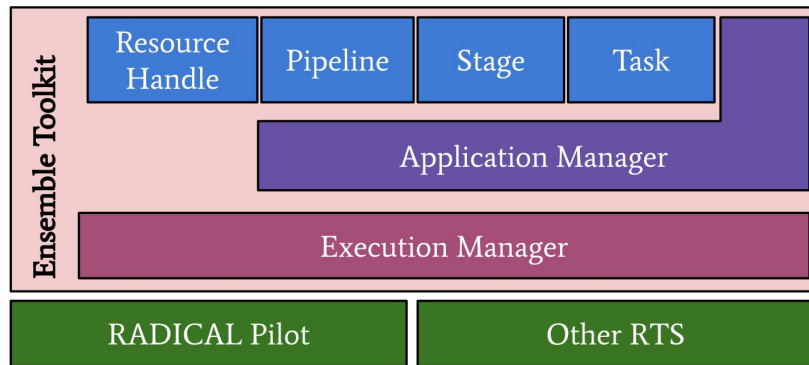 Ensemble Toolkit
Resource
Handle
Pipeline
Stage
Task
Application Manager
Execution Manager
RADICAL Pilot
Other RTS